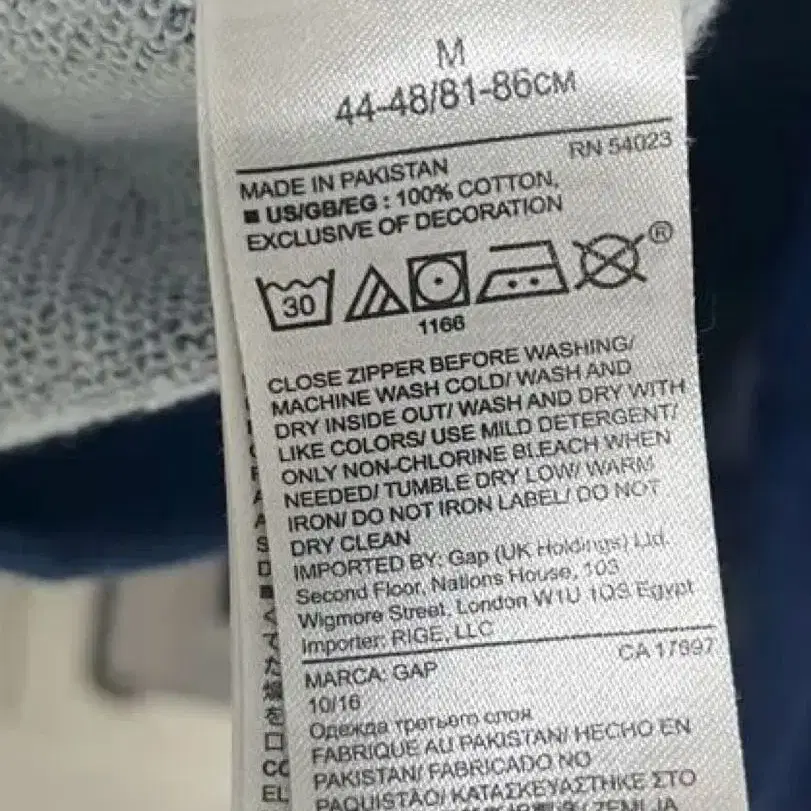 M
44-48/81-86CM
RN 54023
MADE IN PAKISTAN
■ US/GB/EG : 100% COTTON,
EXCLUSIVE OF DECORATION
30
®
1166
CLOSE ZIPPER BEFORE WASHING/
MACHINE WASH COLD/ WASH AND
DRY INSIDE OUT/ WASH AND DRY WITH
LIKE COLORS/ USE MILD DETERGENT/
ONLY NON-CHLORINE BLEACH WHEN
NEEDED/ TUMBLE DRY LOW/ WARM
IRON/ DO NOT IRON LABEL/ DO NOT
DRY CLEAN
IMPORTED BY: Gap (UK Holdings) Ltd.
Second Floor, Nations House, 103
Wigmore Street, London W1U 1QS Egypt
Importer: RIGE, LLC
CA 17897
MARCA: GAP
10/16
Одежда третьего слоя
FABRIQUÉ AU PAKISTAN/ HECHO EN
PAKISTAN/ FABRICADO NO
PAQUISTÃO/ ΚΑΤΑΣΚΕΥΑΣΤΗΚΕ ΣΤΟ